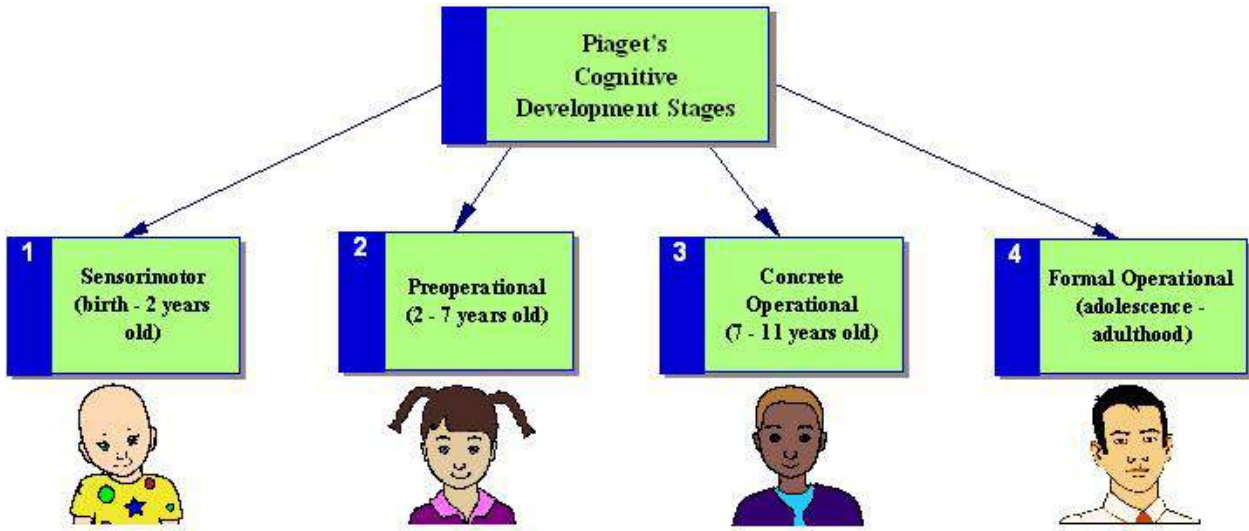 Piaget's
Cognitive
Development Stages
1
Sensorimotor
(birth - 2 years
old)
2
Preoperational
(2 - 7 years old)
3
Concrete
Operational
(7 - 11 years old)
4
Formal Operational
(adolescence -
adulthood)